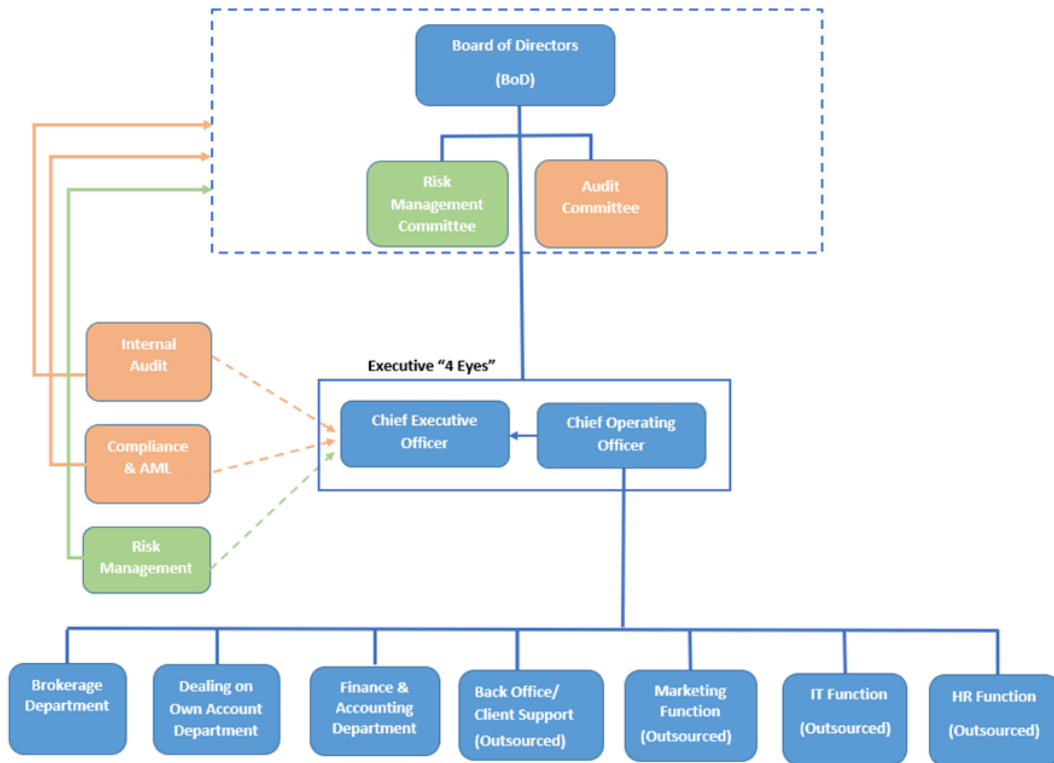 Board of Directors
(BoD)
Risk
Management
Committee
Audit
Committee
Internal
Audit
Executive “4 Eyes”
Chief Executive
Officer
Chief Operating
Officer
Compliance
& AML
Risk
Management
Brokerage
Department
Dealing on
Own Account
Department
Finance &
Accounting
Department
Back Office/
Client Support
(Outsourced)
Marketing
Function
(Outsourced)
IT Function
(Outsourced)
HR Function
(Outsourced)